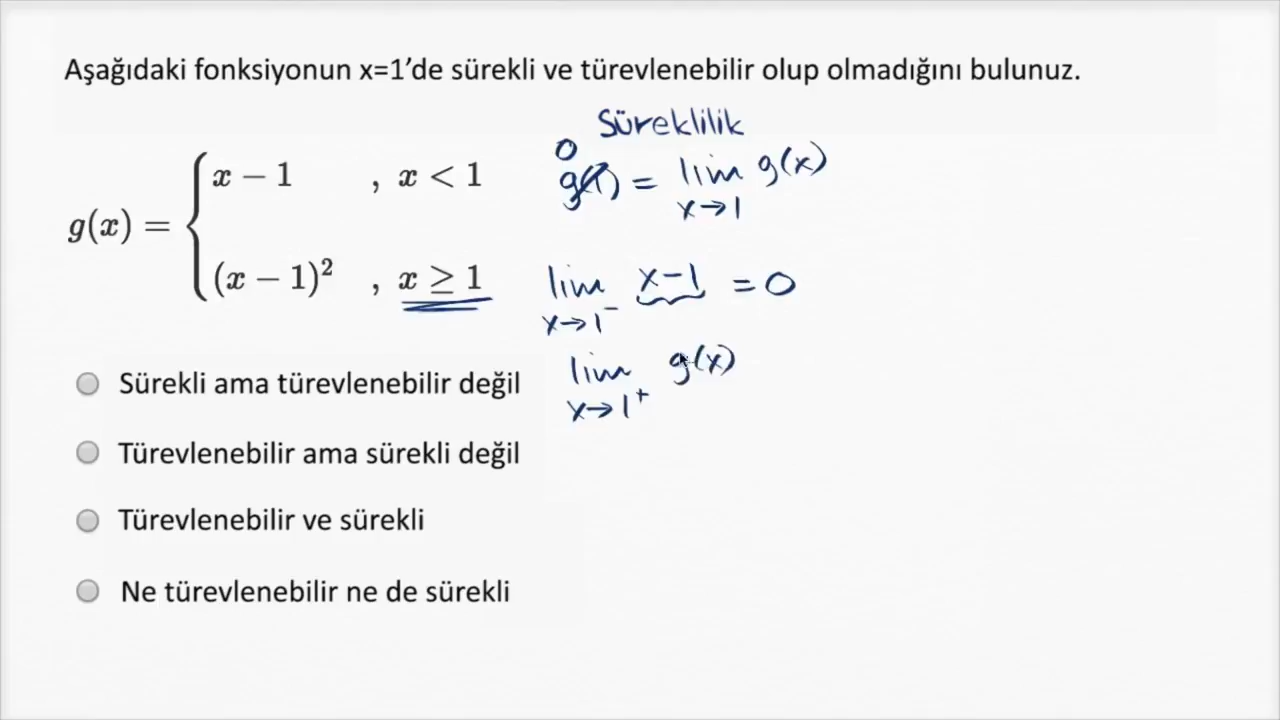 Aşağıdaki fonksiyonun x=1’de sürekli ve türevlenebilir olup olmadığını bulunuz.
g(x) = { x − 1 , x < 1
(x − 1)² , x ≥ 1
Süreklilik
0
g(1) = lim g(x)
x→1
lim x−1 = 0
x→1⁻
lim g(x)
x→1⁺
Sürekli ama türevlenebilir değil
Türevlenebilir ama sürekli değil
Türevlenebilir ve sürekli
Ne türevlenebilir ne de sürekli